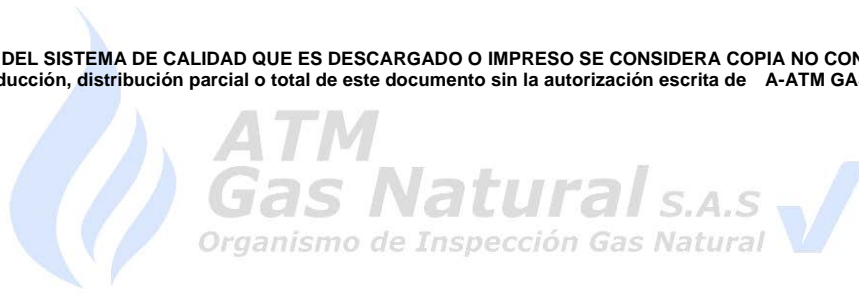 DEL SISTEMA DE CALIDAD QUE ES DESCARGADO O IMPRESO SE CONSIDERA COPIA NO CON
ducción, distribución parcial o total de este documento sin la autorización escrita de A-ATM GA
ATM
Gas Natural S.A.S
Organismo de Inspección Gas Natural